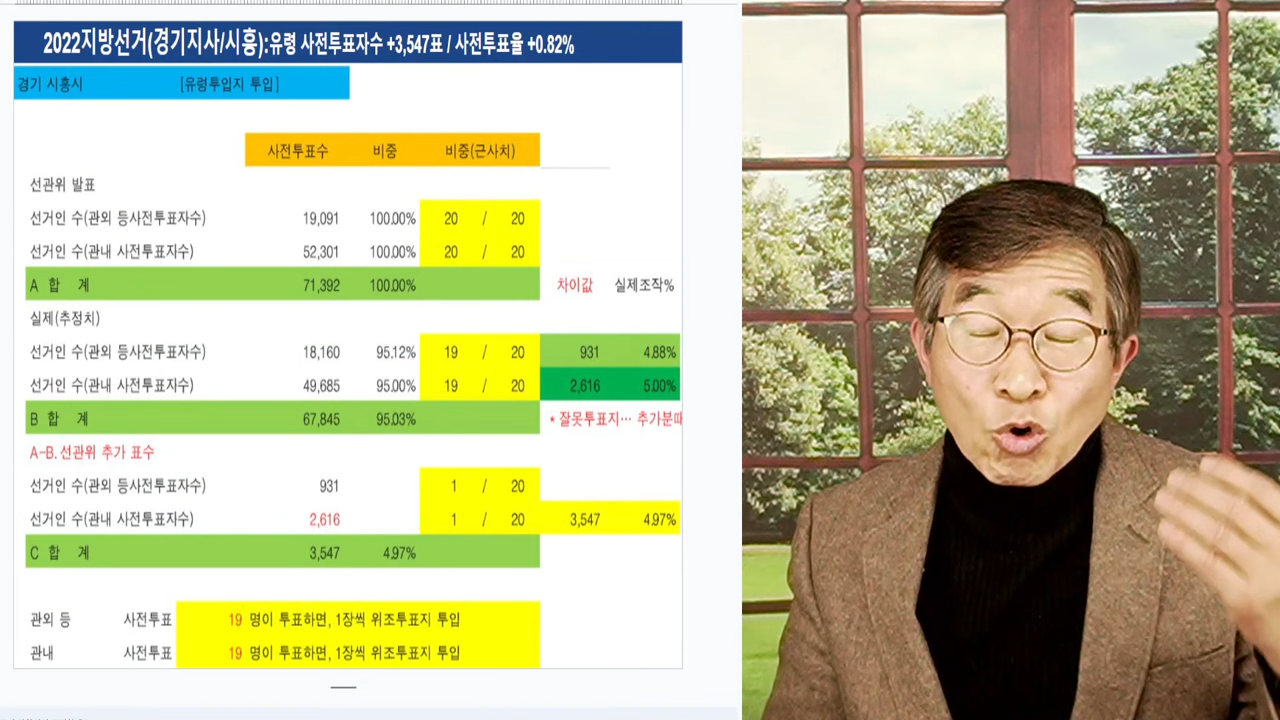 2022지방선거(경기지사/시흥):유령 사전투표자수 +3,547표 / 사전투표율 +0.82%
경기 시흥시 [유령투입지 투입]
사전투표수 비중 비중(근사치)
선관위 발표
선거인 수(관외 등사전투표자수) 19,091 100.00% 20 / 20
선거인 수(관내 사전투표자수) 52,301 100.00% 20 / 20
A 합 계 71,392 100.00% 차이값 실제조작%
실제(추정치)
선거인 수(관외 등사전투표자수) 18,160 95.12% 19 / 20 931 4.88%
선거인 수(관내 사전투표자수) 49,685 95.00% 19 / 20 2,616 5.00%
B 합 계 67,845 95.03% * 잘못투표지… 추가분따
A-B. 선관위 추가 표수
선거인 수(관외 등사전투표자수) 931 1 / 20
선거인 수(관내 사전투표자수) 2,616 1 / 20 3,547 4.97%
C 합 계 3,547 4.97%
관외 등 사전투표 19 명이 투표하면, 1장씩 위조투표지 투입
관내 사전투표 19 명이 투표하면, 1장씩 위조투표지 투입